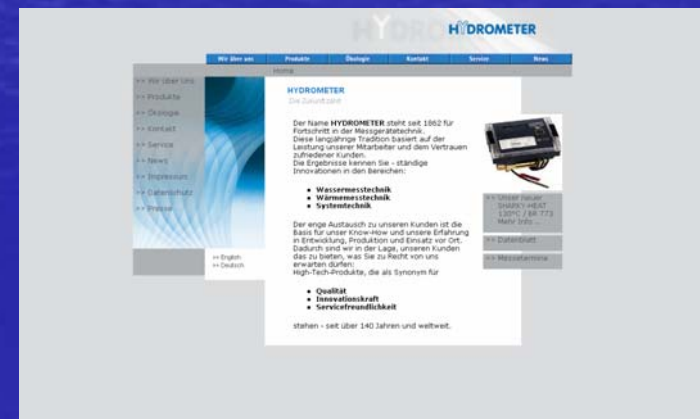 HYDROMETER
Wir über uns
Produkte
Ökologie
Kontakt
Service
News
Home
>> Wir über Uns
>> Produkte
>> Ökologie
>> Kontakt
>> Service
>> News
>> Impressum
>> Datenschutz
>> Presse
>> English
>> Deutsch
HYDROMETER
Die Zukunft zählt
Der Name HYDROMETER steht seit 1862 für
Fortschritt in der Messgerätetechnik.
Diese langjährige Tradition basiert auf der
Leistung unserer Mitarbeiter und dem Vertrauen
zufriedener Kunden.
Die Ergebnisse kennen Sie - ständige
Innovationen in den Bereichen:
• Wassermesstechnik
• Wärmemesstechnik
• Systemtechnik
Der enge Austausch zu unseren Kunden ist die
Basis für unser Know-How und unsere Erfahrung
in Entwicklung, Produktion und Einsatz vor Ort.
Dadurch sind wir in der Lage, unseren Kunden
das zu bieten, was Sie zu Recht von uns
erwarten dürfen:
High-Tech-Produkte, die als Synonym für
• Qualität
• Innovationskraft
• Servicefreundlichkeit
stehen - seit über 140 Jahren und weltweit.
>> Unser neuer
SHARKY-HEAT
130°C / BR 773
Mehr Info ...
>> Datenblatt
>> Messetermine